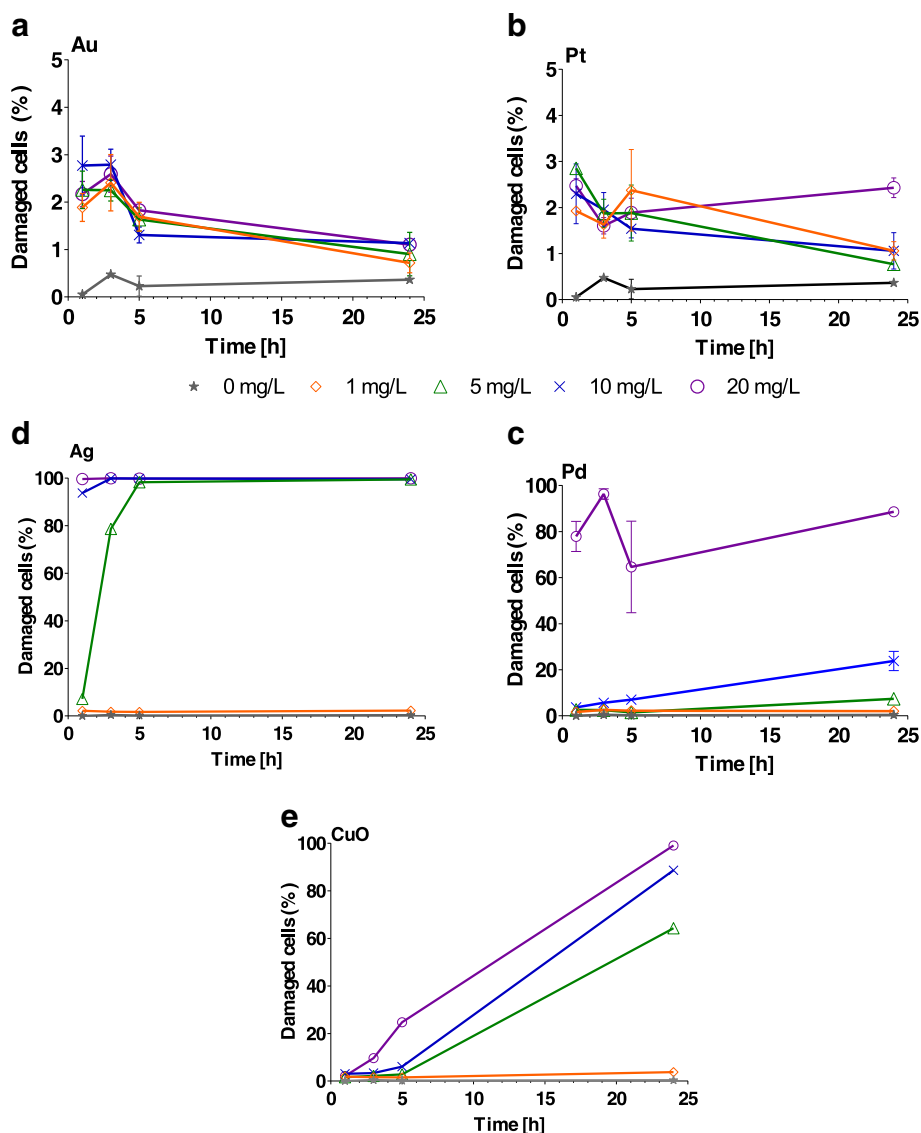 a
Au
Damaged cells (%)
5
4
3
2
1
0
0 5 10 15 20 25
Time [h]
b
Pt
Damaged cells (%)
5
4
3
2
1
0
0 5 10 15 20 25
Time [h]
0 mg/L 1 mg/L 5 mg/L 10 mg/L 20 mg/L
d
Ag
Damaged cells (%)
100
80
60
40
20
0
0 5 10 15 20 25
Time [h]
c
Pd
Damaged cells (%)
100
80
60
40
20
0
0 5 10 15 20 25
Time [h]
e
CuO
Damaged cells (%)
100
80
60
40
20
0
0 5 10 15 20 25
Time [h]